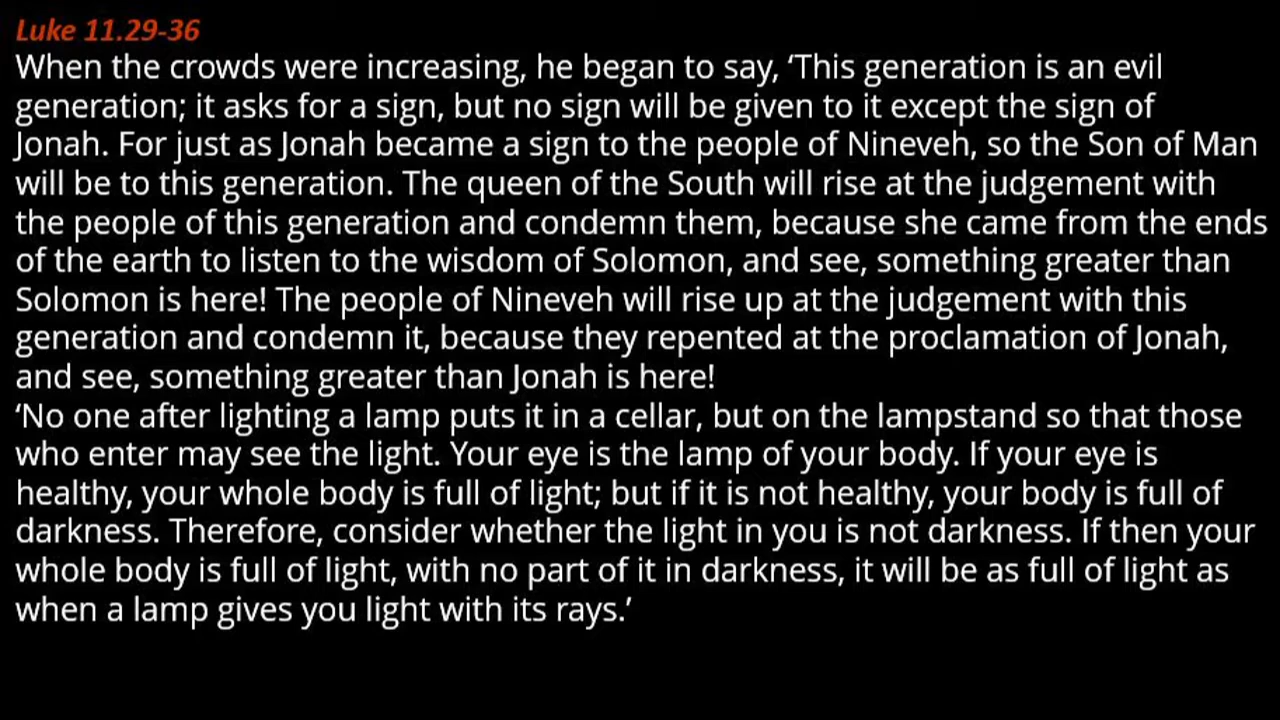 Luke 11.29-36
When the crowds were increasing, he began to say, ‘This generation is an evil
generation; it asks for a sign, but no sign will be given to it except the sign of
Jonah. For just as Jonah became a sign to the people of Nineveh, so the Son of Man
will be to this generation. The queen of the South will rise at the judgement with
the people of this generation and condemn them, because she came from the ends
of the earth to listen to the wisdom of Solomon, and see, something greater than
Solomon is here! The people of Nineveh will rise up at the judgement with this
generation and condemn it, because they repented at the proclamation of Jonah,
and see, something greater than Jonah is here!
‘No one after lighting a lamp puts it in a cellar, but on the lampstand so that those
who enter may see the light. Your eye is the lamp of your body. If your eye is
healthy, your whole body is full of light; but if it is not healthy, your body is full of
darkness. Therefore, consider whether the light in you is not darkness. If then your
whole body is full of light, with no part of it in darkness, it will be as full of light as
when a lamp gives you light with its rays.’